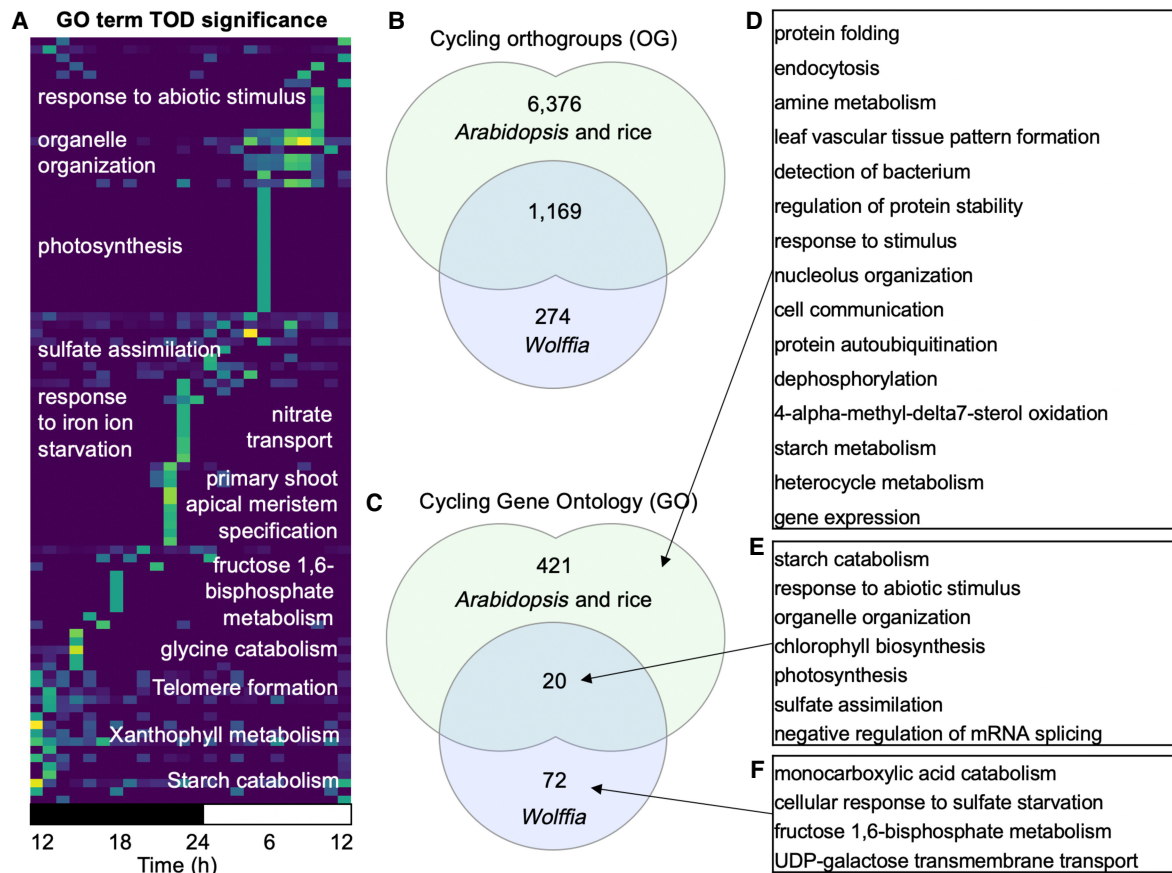 A
GO term TOD significance
response to abiotic stimulus
organelle
organization
photosynthesis
sulfate assimilation
response
to iron ion
starvation
nitrate
transport
primary shoot
apical meristem
specification
fructose 1,6-
bisphosphate
metabolism
glycine catabolism
Telomere formation
Xanthophyll metabolism
Starch catabolism
12 18 24 6 12
Time (h)
B
Cycling orthogroups (OG)
6,376
Arabidopsis and rice
1,169
274
Wolffia
C
Cycling Gene Ontology (GO)
421
Arabidopsis and rice
20
72
Wolffia
D
protein folding
endocytosis
amine metabolism
leaf vascular tissue pattern formation
detection of bacterium
regulation of protein stability
response to stimulus
nucleolus organization
cell communication
protein autoubiquitination
dephosphorylation
4-alpha-methyl-delta7-sterol oxidation
starch metabolism
heterocycle metabolism
gene expression
E
starch catabolism
response to abiotic stimulus
organelle organization
chlorophyll biosynthesis
photosynthesis
sulfate assimilation
negative regulation of mRNA splicing
F
monocarboxylic acid catabolism
cellular response to sulfate starvation
fructose 1,6-bisphosphate metabolism
UDP-galactose transmembrane transport